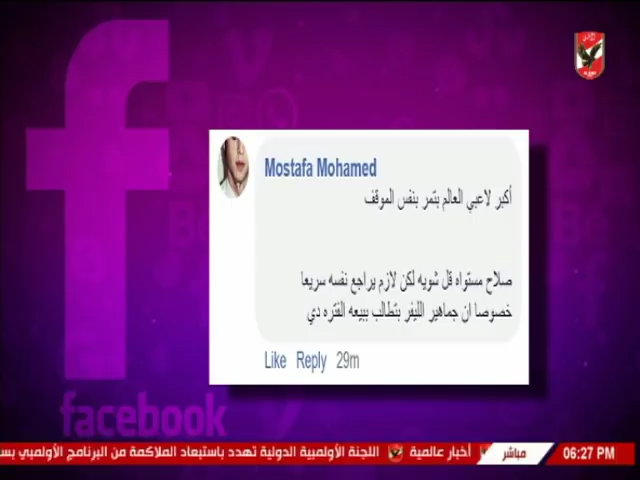 Mostafa Mohamed
أكبر لاعبي العالم بتمر بنفس الموقف
صلاح مستواه قل شويه لكن لازم يراجع نفسه سريعا
خصوصا ان جماهير الليفر بتطالب ببيعه الفتره دي
Like Reply 29m
facebook
06:27 PM مباشر أخبار عالمية اللجنة الأولمبية الدولية تهدد باستبعاد الملاكمة من البرنامج الأولمبي